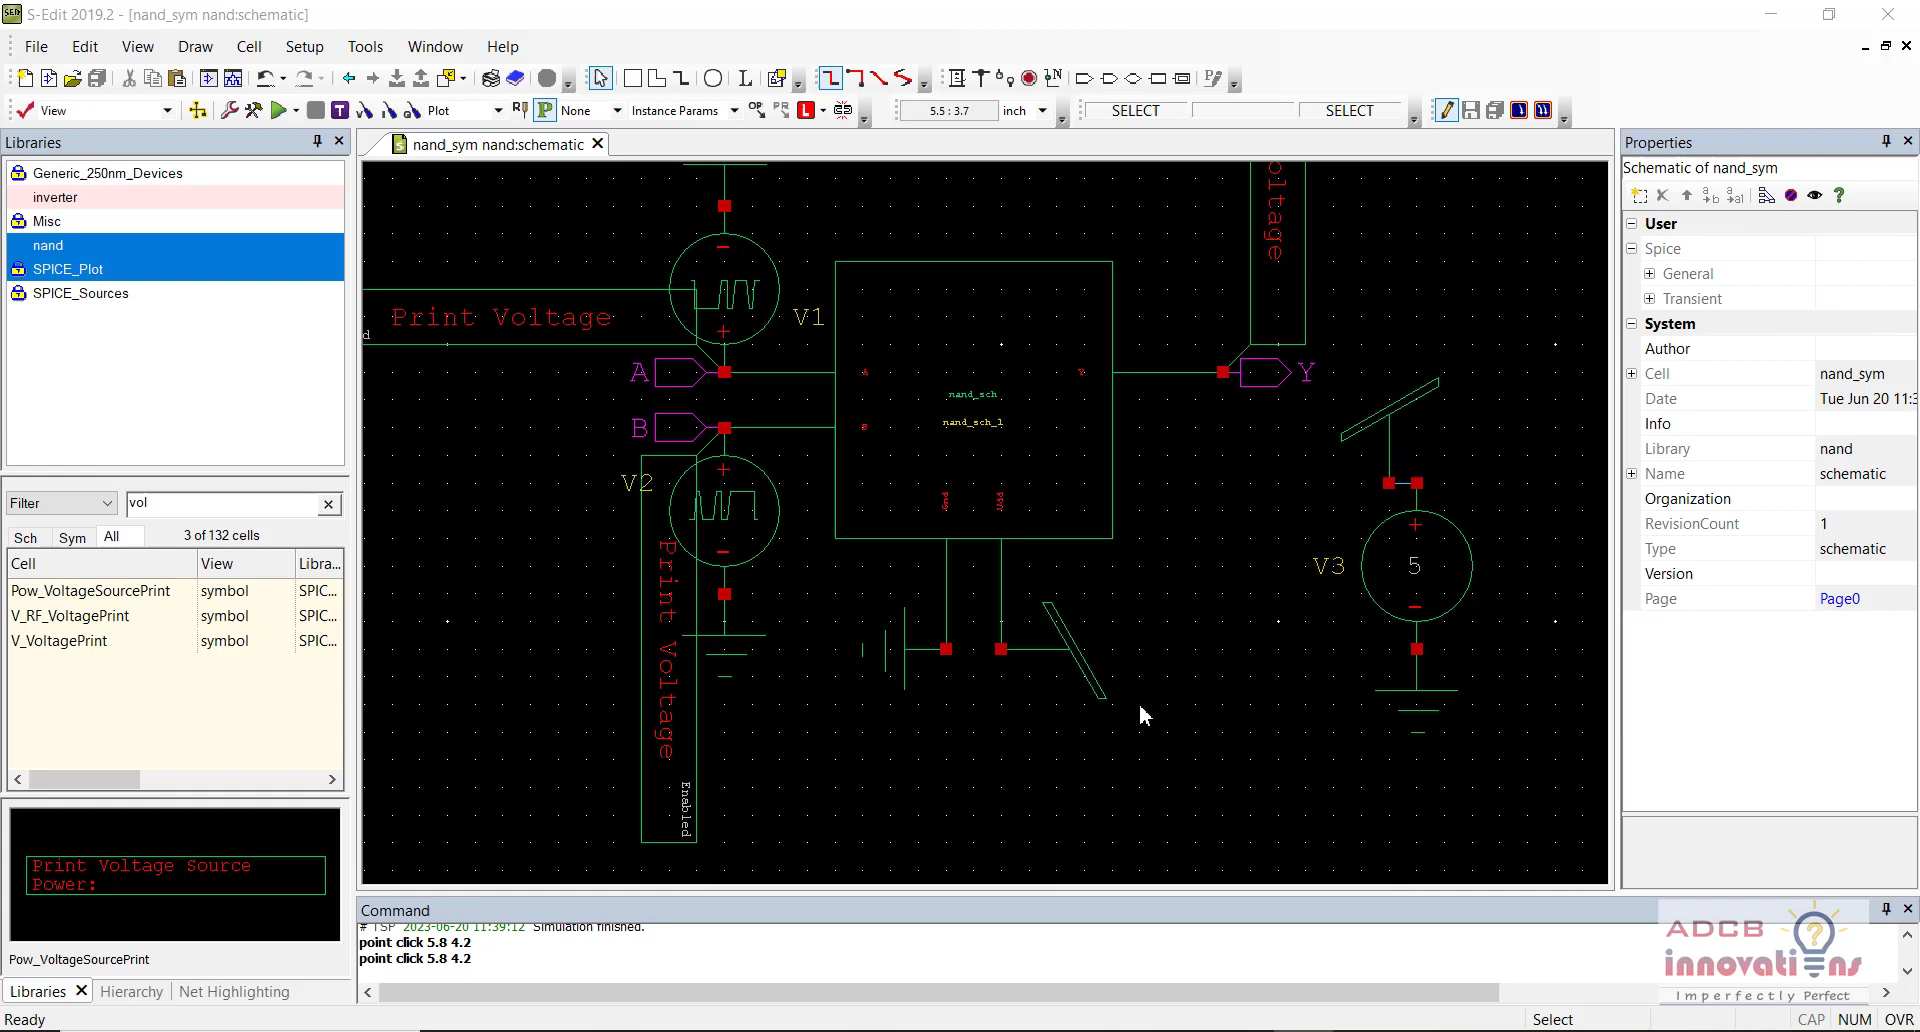 S-Edit 2019.2 - [nand_sym nand:schematic]
File Edit View Draw Cell Setup Tools Window Help
View
Plot
None
Instance Params
5.5 : 3.7
inch
SELECT
SELECT
Libraries
Generic_250nm_Devices
inverter
Misc
nand
SPICE_Plot
SPICE_Sources
Filter
vol
Sch Sym All 3 of 132 cells
Cell View Libra...
Pow_VoltageSourcePrint symbol SPIC...
V_RF_VoltagePrint symbol SPIC...
V_VoltagePrint symbol SPIC...
Print Voltage Source
Power:
Pow_VoltageSourcePrint
Libraries Hierarchy Net Highlighting
Ready
nand_sym nand:schematic
oltage
Print Voltage
d
V1
A
B
V2
A
B
Y
nand_sch
nand_sch_1
Gnd
Vdd
Y
V3
5
Print Voltage
Enabled
Command
# TSP 2023-06-20 11:39:12 Simulation finished.
point click 5.8 4.2
point click 5.8 4.2
Properties
Schematic of nand_sym
User
Spice
General
Transient
System
Author
Cell nand_sym
Date Tue Jun 20 11:3
Info
Library nand
Name schematic
Organization
RevisionCount 1
Type schematic
Version
Page Page0
ADCB
innovations
Imperfectly Perfect
Select
CAP NUM OVR